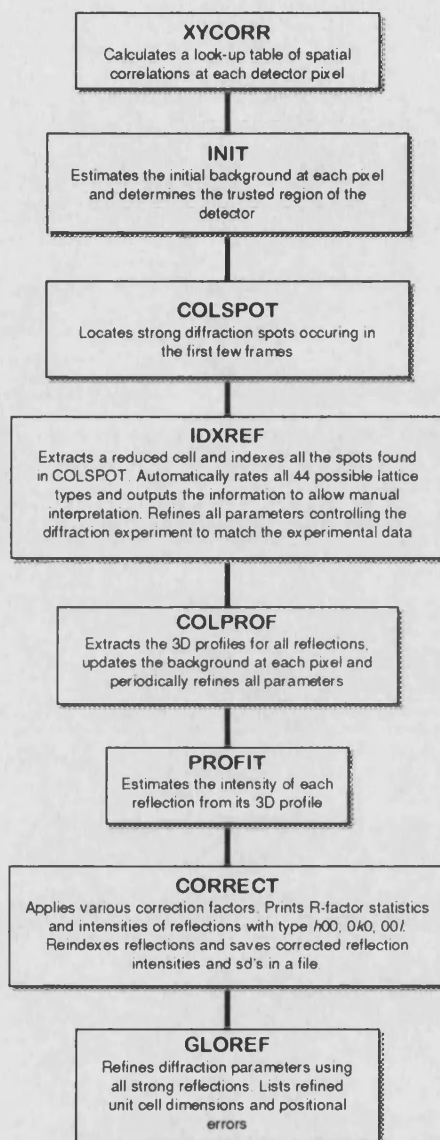 XYCORR
Calculates a look-up table of spatial
correlations at each detector pixel
INIT
Estimates the initial background at each pixel
and determines the trusted region of the
detector
COLSPOT
Locates strong diffraction spots occuring in
the first few frames
IDXREF
Extracts a reduced cell and indexes all the spots found
in COLSPOT. Automatically rates all 44 possible lattice
types and outputs the information to allow manual
interpretation. Refines all parameters controlling the
diffraction experiment to match the experimental data
COLPROF
Extracts the 3D profiles for all reflections,
updates the background at each pixel and
periodically refines all parameters
PROFIT
Estimates the intensity of each
reflection from its 3D profile
CORRECT
Applies various correction factors. Prints R-factor statistics
and intensities of reflections with type h00, 0k0, 00l.
Reindexes reflections and saves corrected reflection
intensities and sd's in a file.
GLOREF
Refines diffraction parameters using
all strong reflections. Lists refined
unit cell dimensions and positional
errors